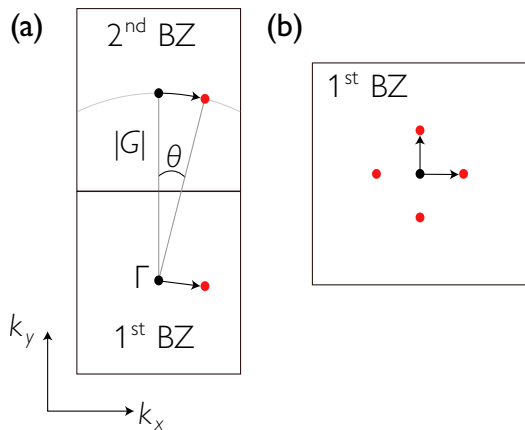 (a)
2nd BZ
|G|
θ
Γ
1st BZ
ky
kx
(b)
1st BZ